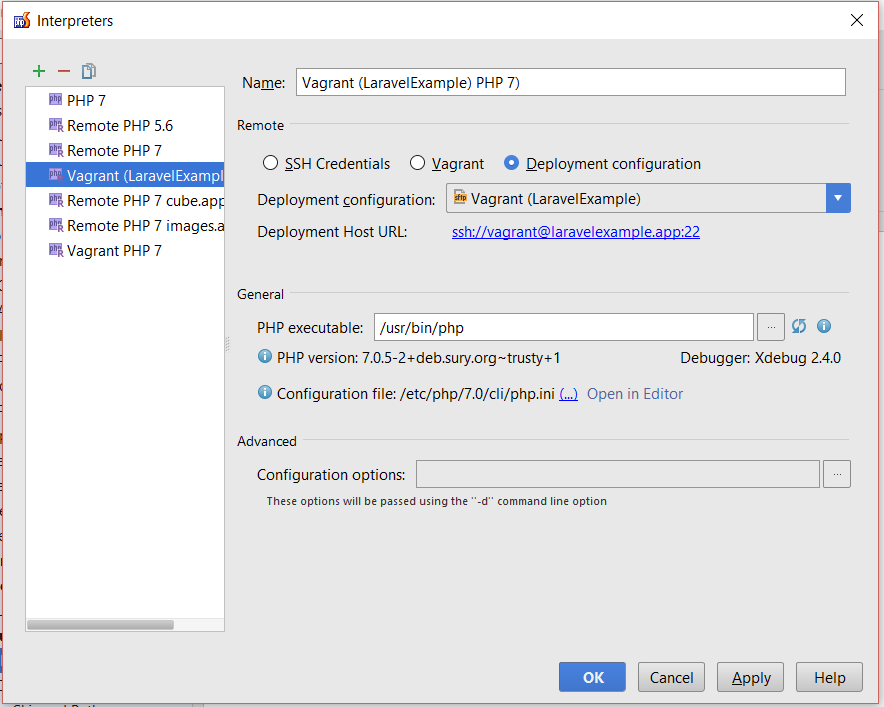 Interpreters
Name: Vagrant (LaravelExample) PHP 7)
PHP 7
Remote PHP 5.6
Remote PHP 7
Vagrant (LaravelExampl
Remote PHP 7 cube.app
Remote PHP 7 images.a
Vagrant PHP 7
Remote
SSH Credentials Vagrant Deployment configuration
Deployment configuration: Vagrant (LaravelExample)
Deployment Host URL: ssh://vagrant@laravelexample.app:22
General
PHP executable: /usr/bin/php ...
PHP version: 7.0.5-2+deb.sury.org~trusty+1 Debugger: Xdebug 2.4.0
Configuration file: /etc/php/7.0/cli/php.ini (...) Open in Editor
Advanced
Configuration options: ...
These options will be passed using the ''-d'' command line option
OK Cancel Apply Help